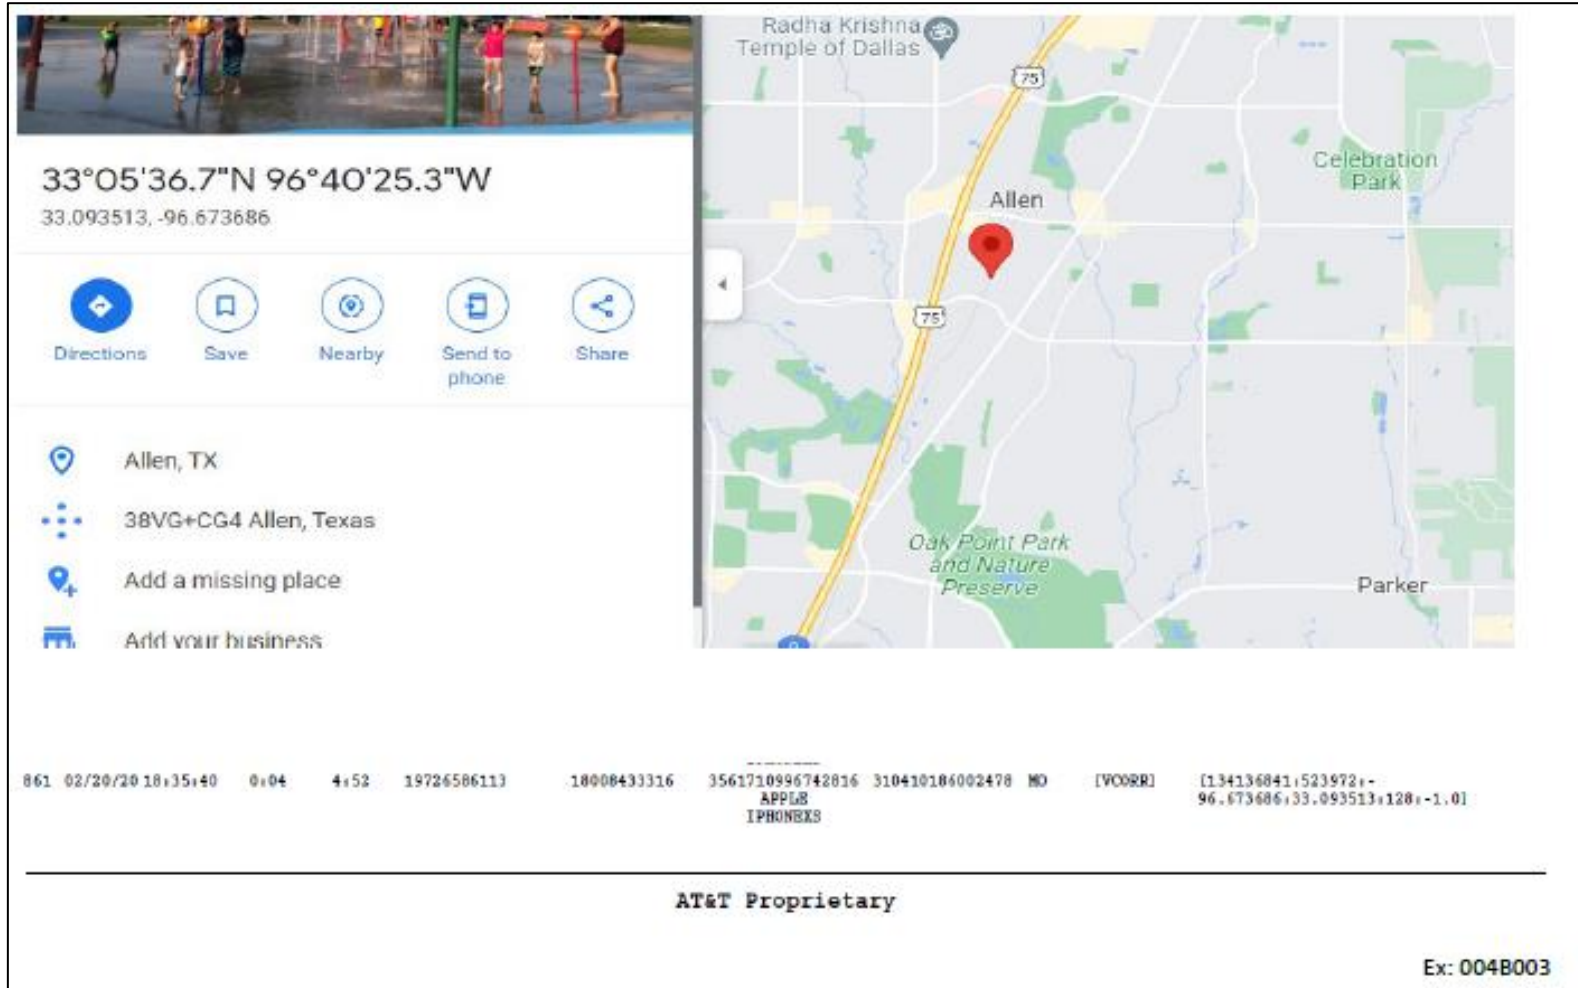 Radha Krishna
Temple of Dallas
75
Celebration
Park
Allen
75
Oak Point Park
and Nature
Preserve
Parker
33°05'36.7"N 96°40'25.3"W
33.093513, -96.673686
Directions
Save
Nearby
Send to
phone
Share
Allen, TX
38VG+CG4 Allen, Texas
Add a missing place
Add your business
861 02/20/20 18:35:40 0:04 4:52 19726586113 18008433316 3561710996742816 310410186002478 MO [VCORR] [134136841:523972:-
APPLE 96.673686:33.093513:128:-1.0]
IPHONEXS
AT&T Proprietary
Ex: 004B003